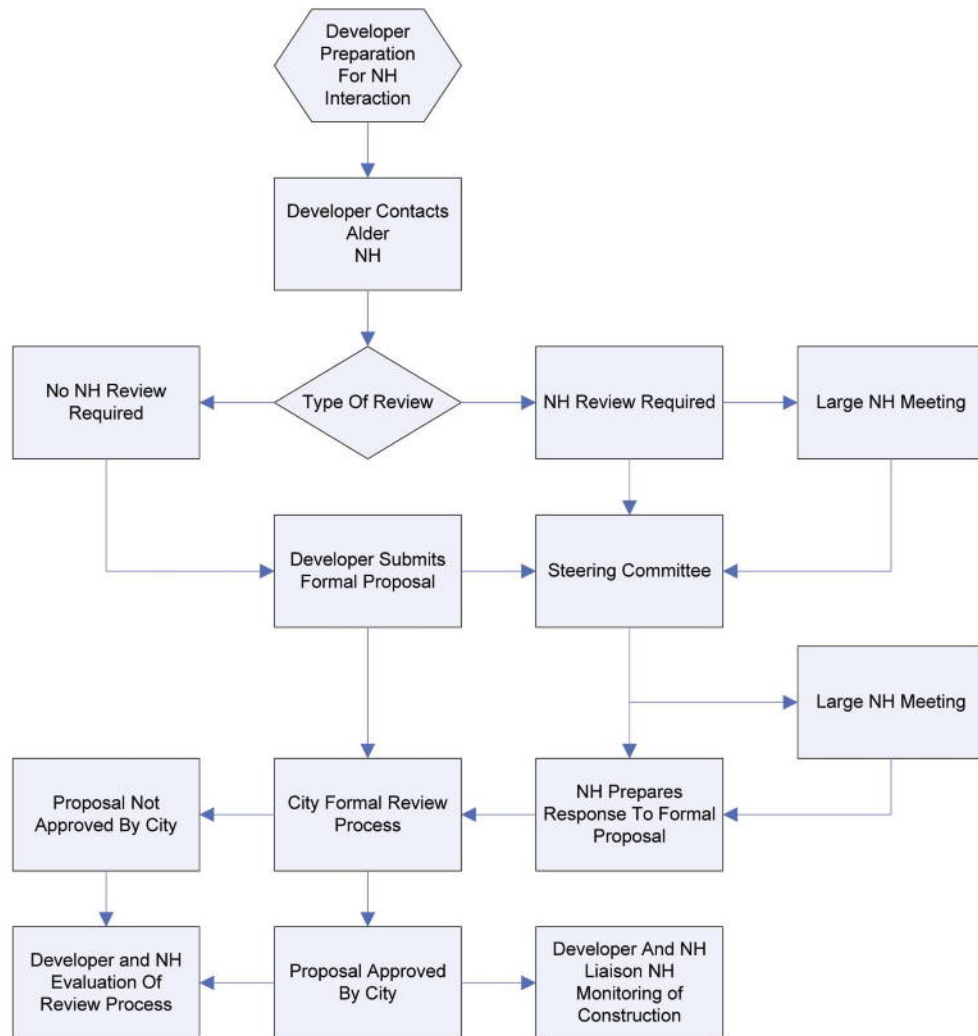 Developer
Preparation
For NH
Interaction
Developer Contacts
Alder
NH
No NH Review
Required
Type Of Review
NH Review Required
Large NH Meeting
Developer Submits
Formal Proposal
Steering Committee
Large NH Meeting
Proposal Not
Approved By City
City Formal Review
Process
NH Prepares
Response To Formal
Proposal
Developer and NH
Evaluation Of
Review Process
Proposal Approved
By City
Developer And NH
Liaison NH
Monitoring of
Construction